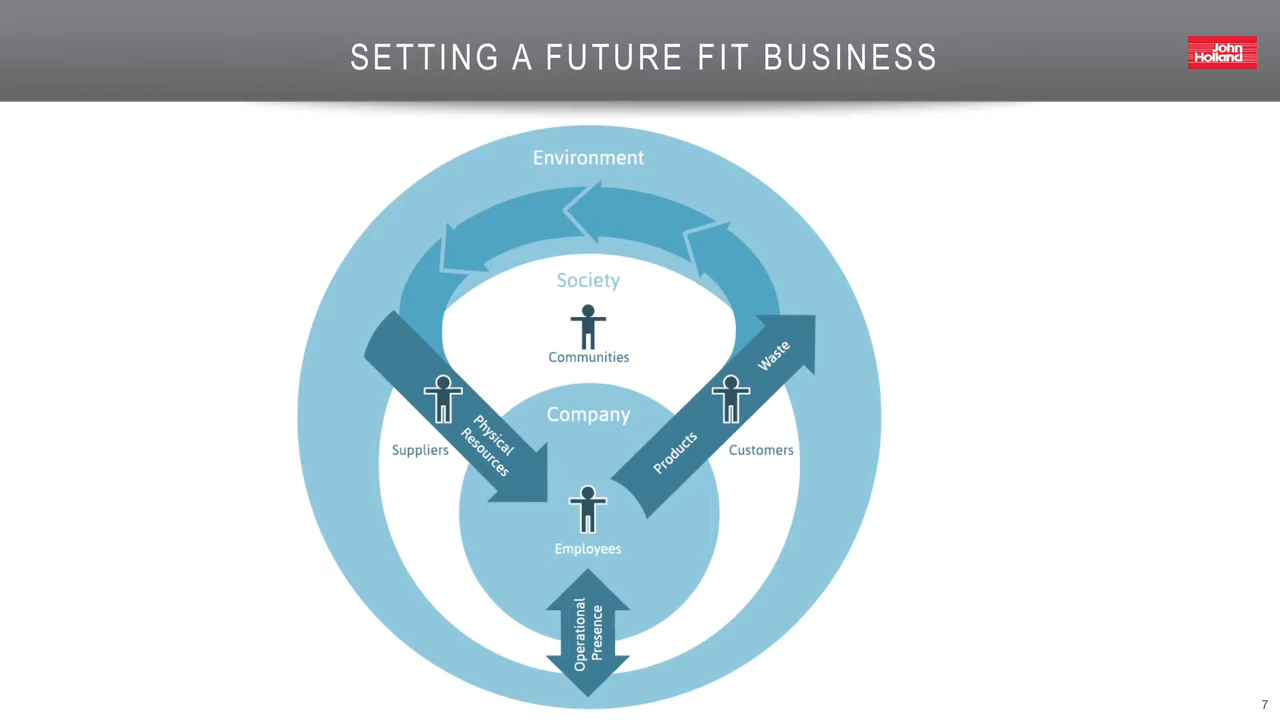 SETTING A FUTURE FIT BUSINESS
John
Holland
Environment
Society
Communities
Company
Waste
Physical
Resources
Products
Suppliers
Customers
Employees
Operational
Presence
7